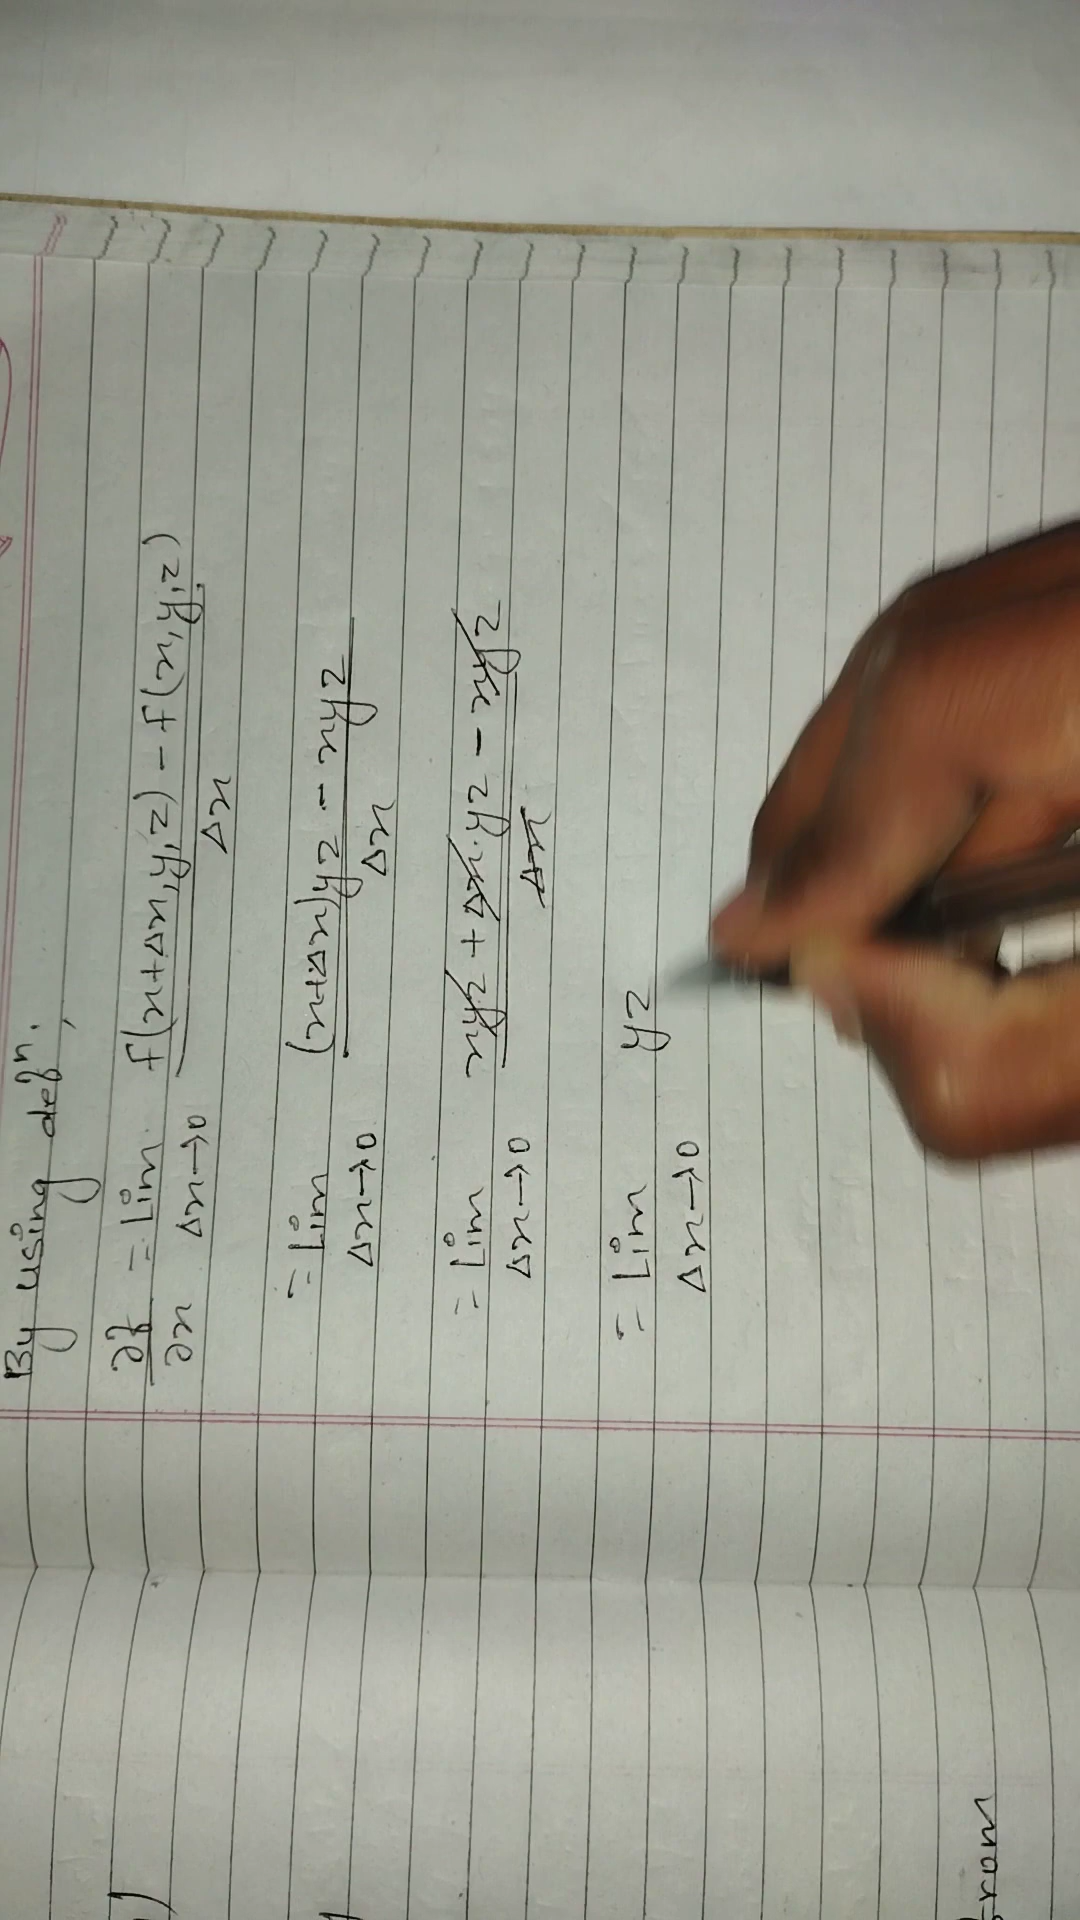 By using defn.,
∂f/∂x = Lim Δx→0 f(x+Δx,y,z) - f(x,y,z) / Δx
= Lim Δx→0 (x+Δx)yz - xyz / Δx
= Lim Δx→0 xyz + Δx.yz - xyz / Δx
= Lim Δx→0 yz